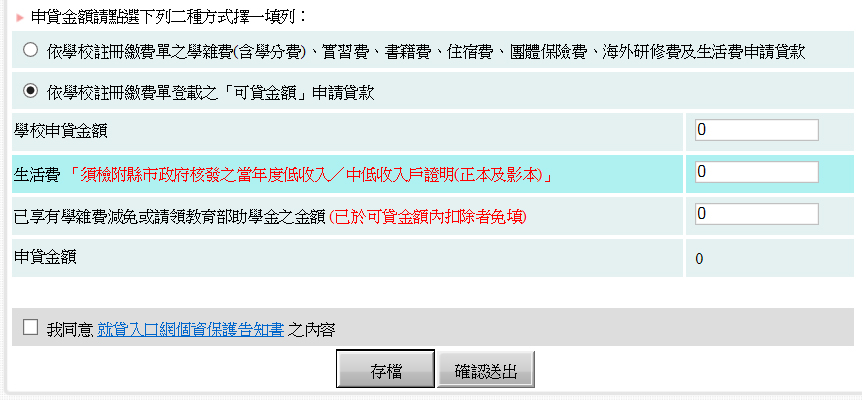 申貸金額請點選下列二種方式擇一填列：
依學校註冊繳費單之學雜費(含學分費)、實習費、書籍費、住宿費、團體保險費、海外研修費及生活費申請貸款
依學校註冊繳費單登載之「可貸金額」申請貸款
學校申貸金額 0
生活費「須檢附縣市政府核發之當年度低收入／中低收入戶證明(正本及影本)」 0
已享有學雜費減免或請領教育部助學金之金額(已於可貸金額內扣除者免填) 0
申貸金額 0
我同意 就貸入口網個資保護告知書 之內容
存檔 確認送出